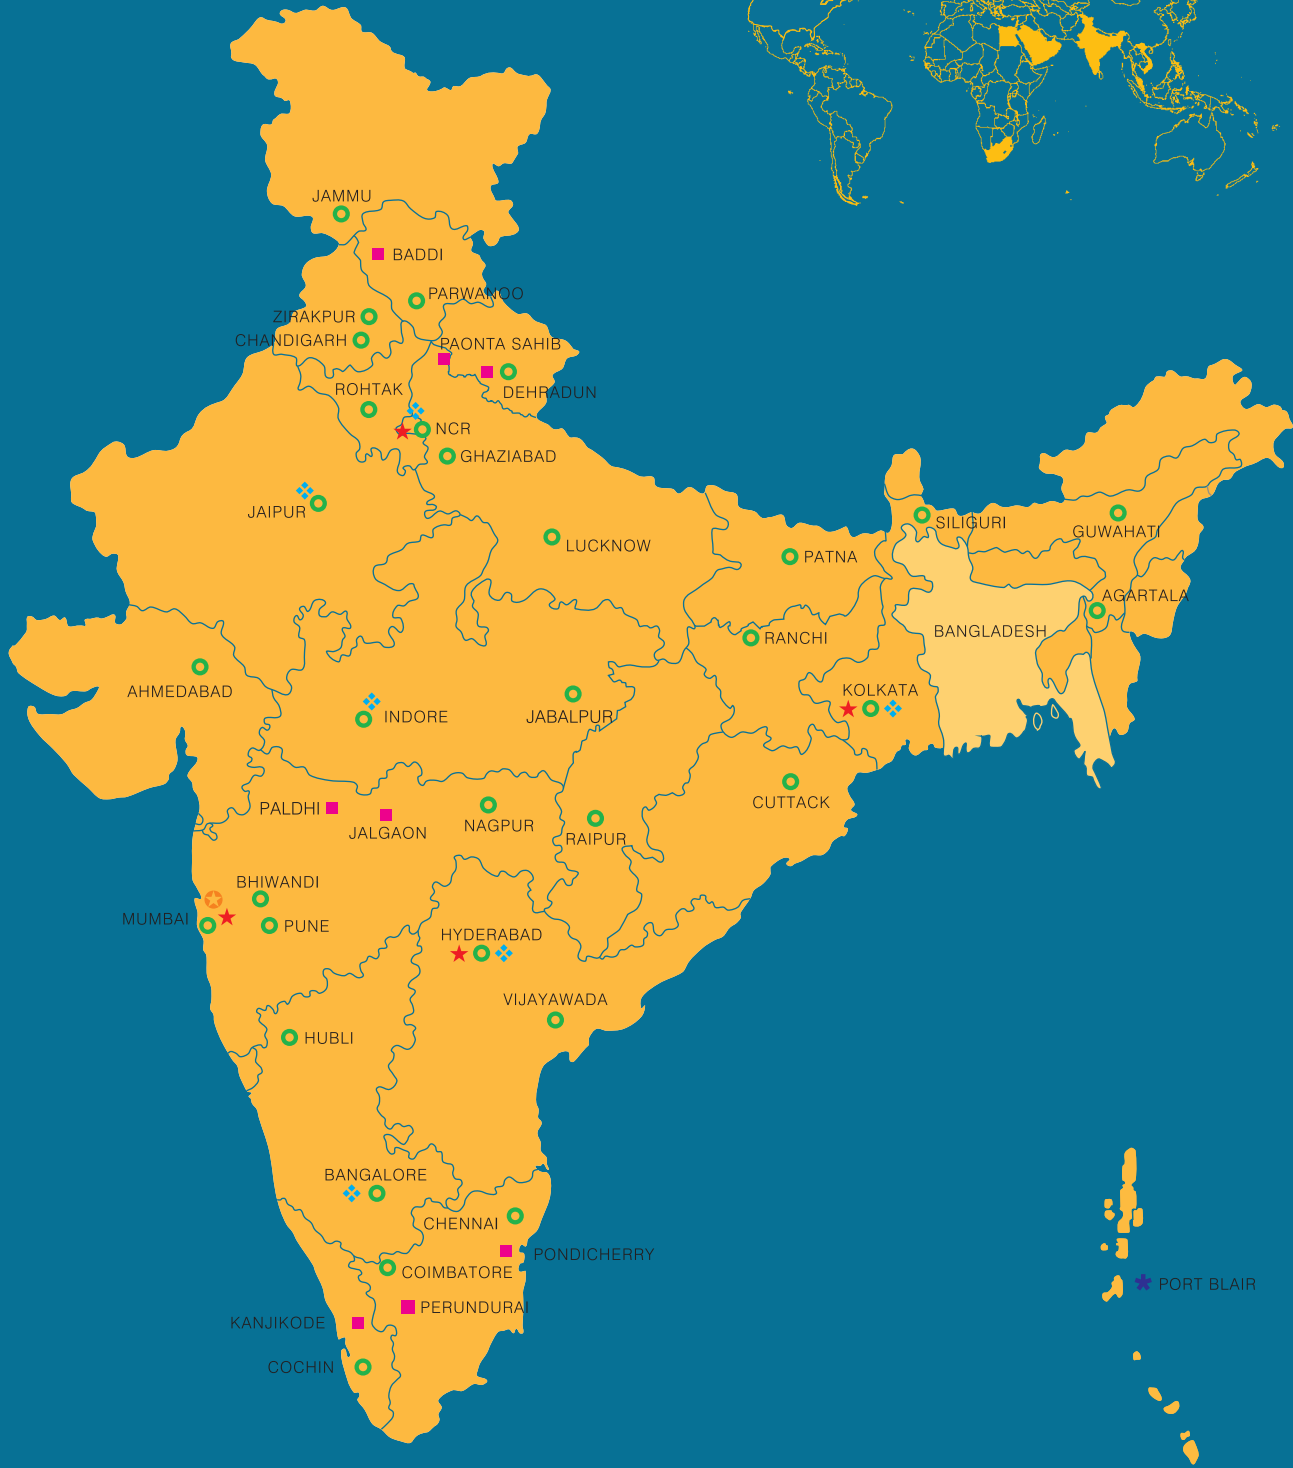 JAMMU
BADDI
PARWANOO
ZIRAKPUR
CHANDIGARH
PAONTA SAHIB
ROHTAK
DEHRADUN
NCR
GHAZIABAD
JAIPUR
SILIGURI
GUWAHATI
LUCKNOW
PATNA
AGARTALA
BANGLADESH
RANCHI
AHMEDABAD
KOLKATA
INDORE
JABALPUR
CUTTACK
PALDHI
NAGPUR
JALGAON
RAIPUR
BHIWANDI
MUMBAI
PUNE
HYDERABAD
VIJAYAWADA
HUBLI
BANGALORE
CHENNAI
PONDICHERRY
COIMBATORE
PORT BLAIR
PERUNDURAI
KANJIKODE
COCHIN